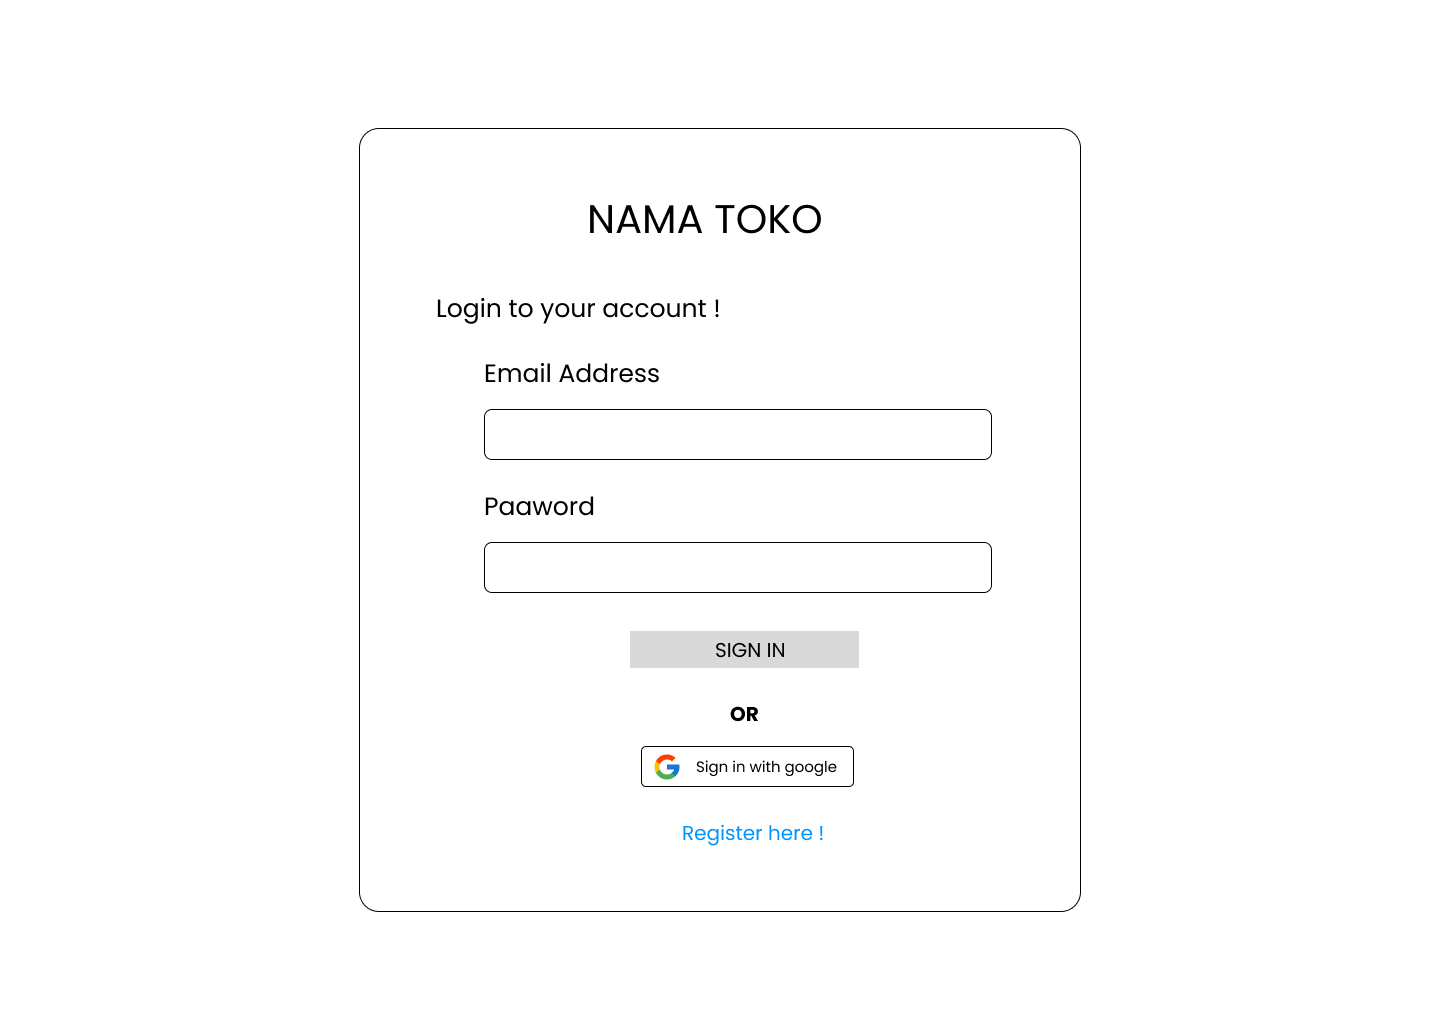 NAMA TOKO
Login to your account !
Email Address
Paaword
SIGN IN
OR
Sign in with google
Register here !